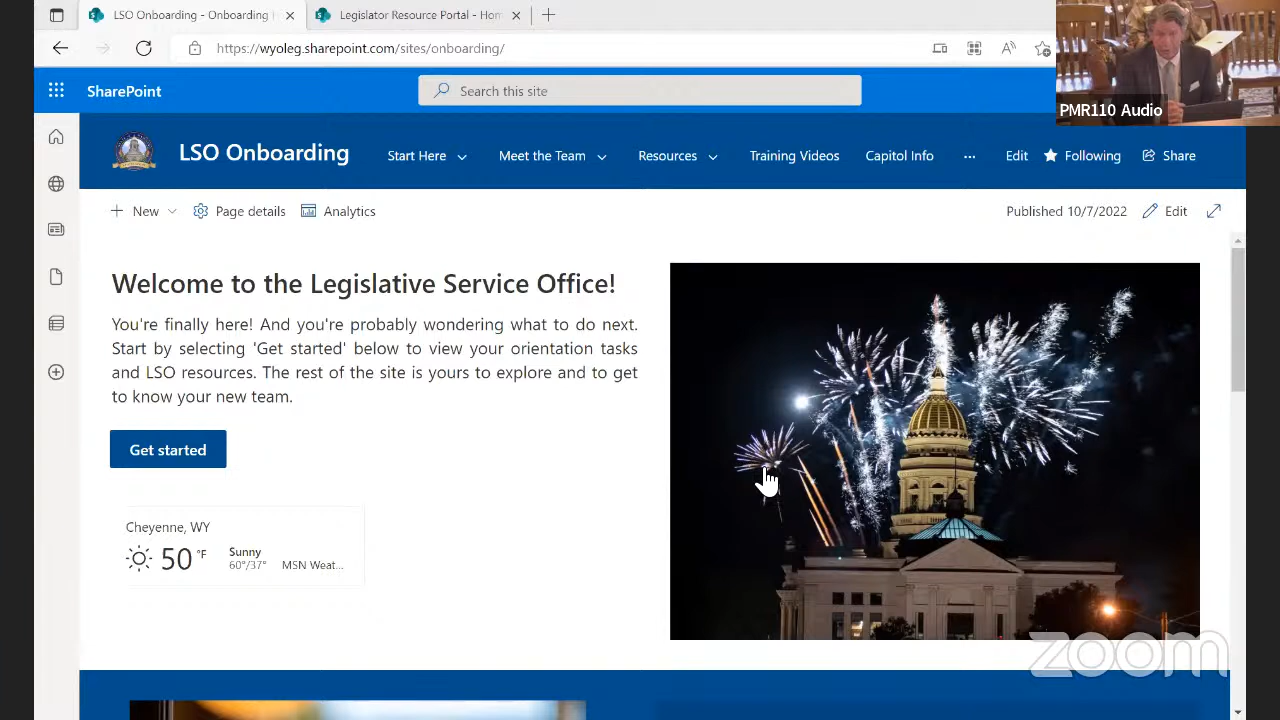 LSO Onboarding - Onboarding
Legislator Resource Portal - Hom
https://wyoleg.sharepoint.com/sites/onboarding/
PMR110 Audio
SharePoint
Search this site
LSO Onboarding
Start Here
Meet the Team
Resources
Training Videos
Capitol Info
...
Edit
Following
Share
New
Page details
Analytics
Published 10/7/2022
Edit
Welcome to the Legislative Service Office!
You're finally here! And you're probably wondering what to do next.
Start by selecting 'Get started' below to view your orientation tasks
and LSO resources. The rest of the site is yours to explore and to get
to know your new team.
Get started
Cheyenne, WY
50 °F
Sunny
60°/37°
MSN Weat...
zoom